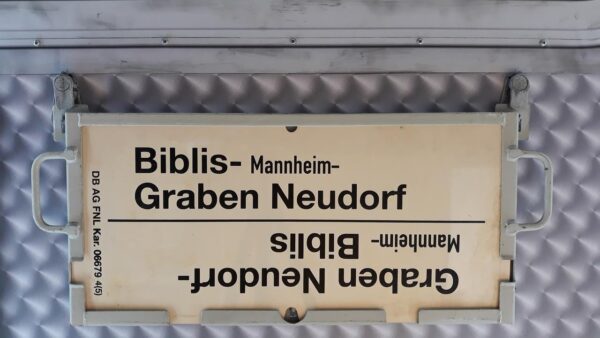 Biblis- Mannheim-
Graben Neudorf
Graben Neudorf-
Mannheim- Biblis
DB AG FNL Kar. 06679 4(5)